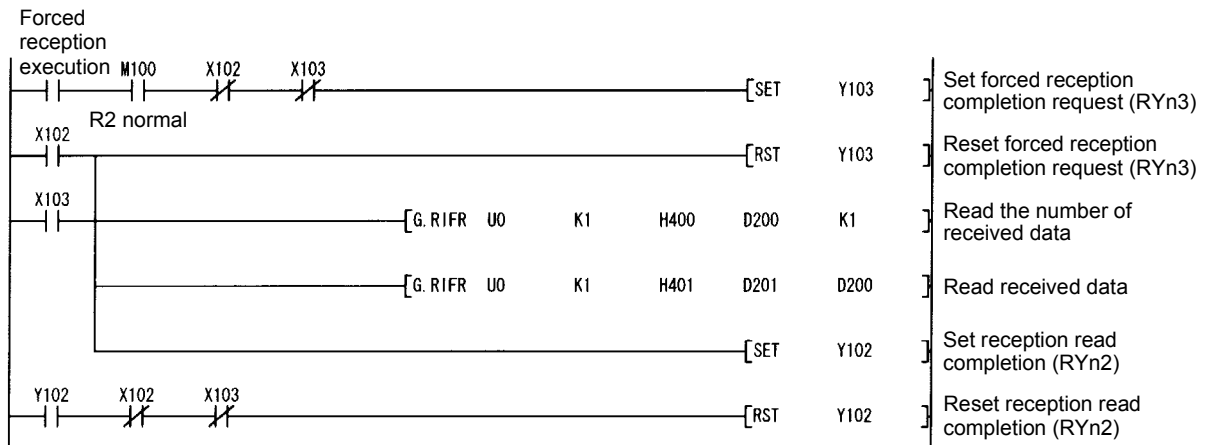 Forced
reception
execution M100 X102 X103
[SET Y103 ] Set forced reception
completion request (RYn3)
R2 normal
X102
[RST Y103 ] Reset forced reception
completion request (RYn3)
X103
[G.RIFR U0 K1 H400 D200 K1 ] Read the number of
received data
[G.RIFR U0 K1 H401 D201 D200 ] Read received data
[SET Y102 ] Set reception read
completion (RYn2)
Y102 X102 X103
[RST Y102 ] Reset reception read
completion (RYn2)